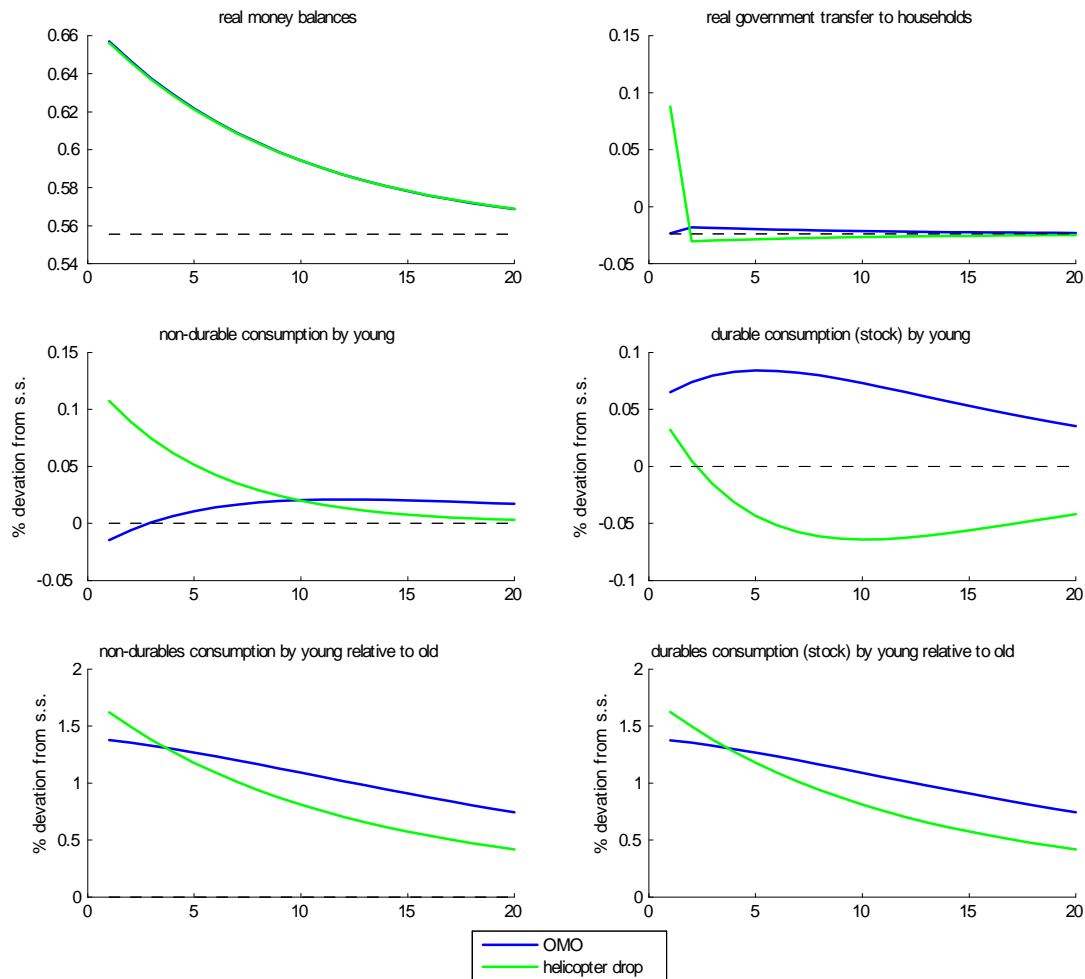 real money balances
0.66
0.64
0.62
0.6
0.58
0.56
0.54
0 5 10 15 20
real government transfer to households
0.15
0.1
0.05
0
-0.05
0 5 10 15 20
non-durable consumption by young
% devation from s.s.
0.15
0.1
0.05
0
-0.05
0 5 10 15 20
durable consumption (stock) by young
% devation from s.s.
0.1
0.05
0
-0.05
-0.1
0 5 10 15 20
non-durables consumption by young relative to old
% devation from s.s.
2
1.5
1
0.5
0
0 5 10 15 20
durables consumption (stock) by young relative to old
% devation from s.s.
2
1.5
1
0.5
0
0 5 10 15 20
OMO
helicopter drop